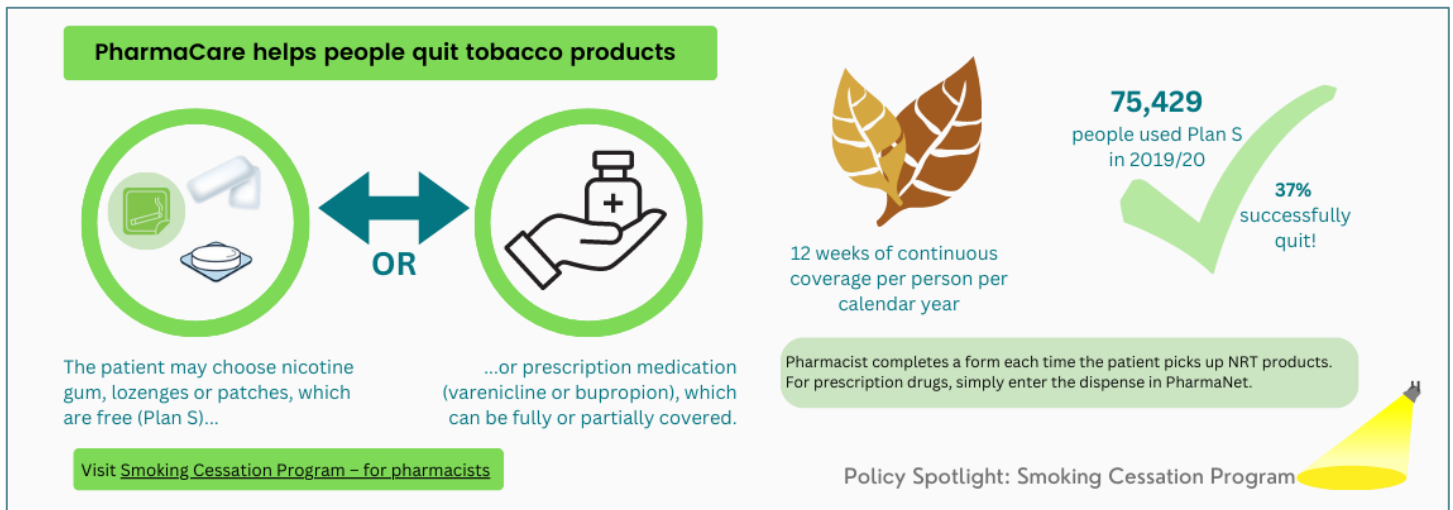 PharmaCare helps people quit tobacco products
OR
The patient may choose nicotine
gum, lozenges or patches, which
are free (Plan S)...
...or prescription medication
(varenicline or bupropion), which
can be fully or partially covered.
Visit Smoking Cessation Program – for pharmacists
12 weeks of continuous
coverage per person per
calendar year
75,429
people used Plan S
in 2019/20
37%
successfully
quit!
Pharmacist completes a form each time the patient picks up NRT products.
For prescription drugs, simply enter the dispense in PharmaNet.
Policy Spotlight: Smoking Cessation Program